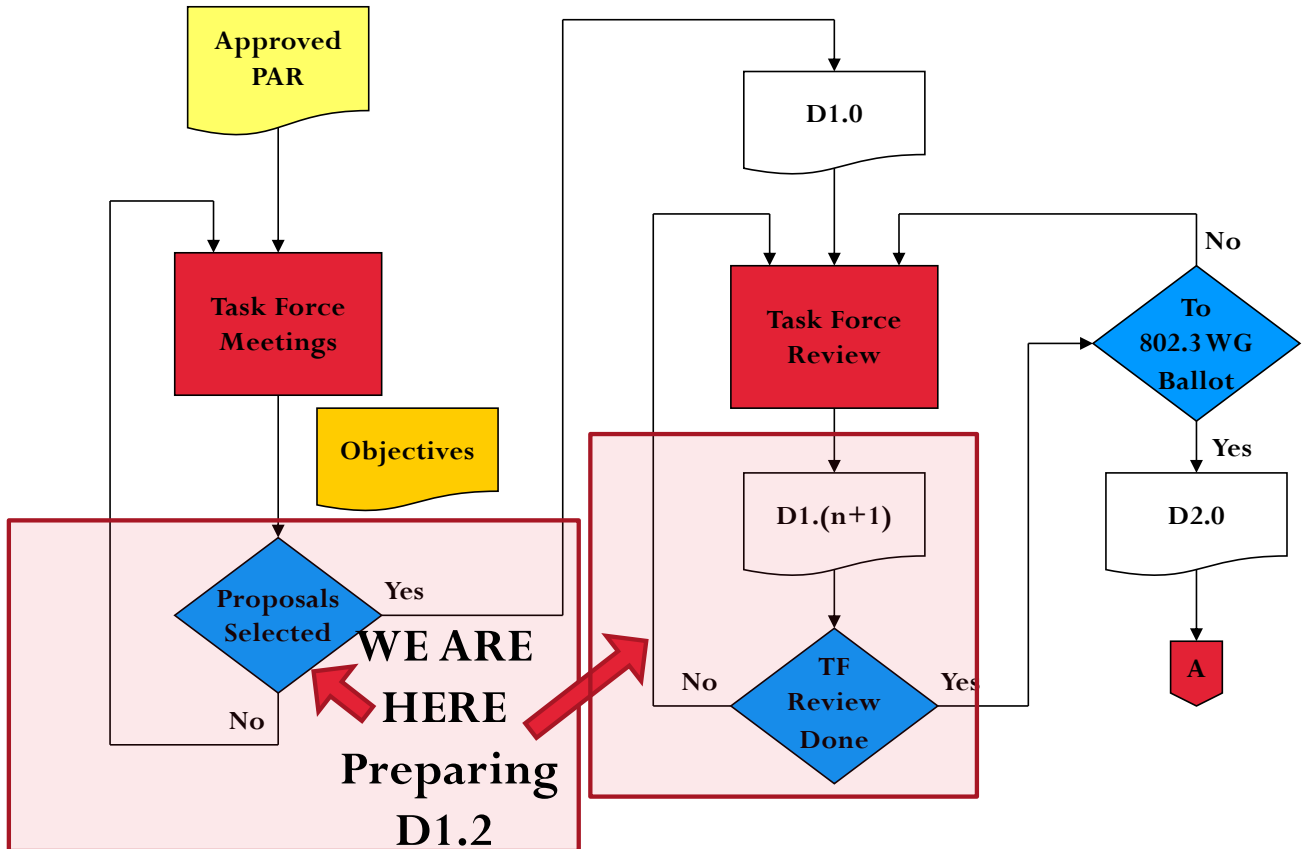 Approved
PAR
Task Force
Meetings
Objectives
Proposals
Selected
Yes
No
WE ARE
HERE
Preparing
D1.2
D1.0
Task Force
Review
D1.(n+1)
TF
Review
Done
No
Yes
To
802.3 WG
Ballot
No
Yes
D2.0
A